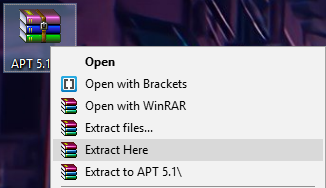 APT 5.1
Open
Open with Brackets
Open with WinRAR
Extract files...
Extract Here
Extract to APT 5.1\